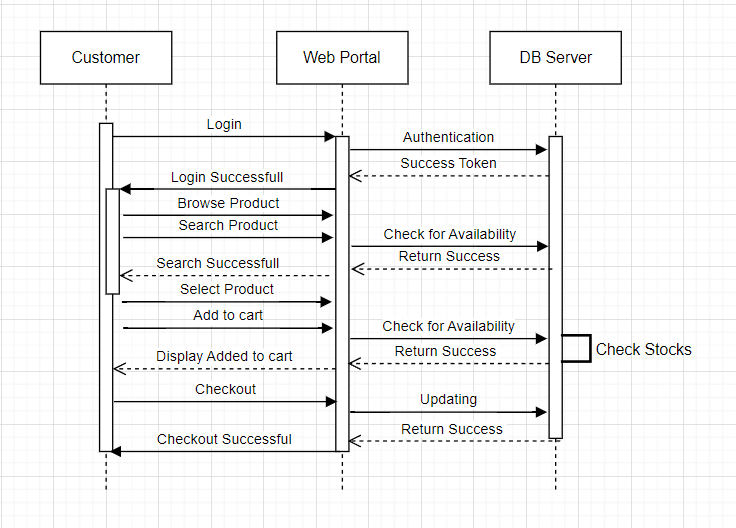 Customer
Web Portal
DB Server
Login
Authentication
Success Token
Login Successfull
Browse Product
Search Product
Check for Availability
Return Success
Search Successfull
Select Product
Add to cart
Check for Availability
Check Stocks
Return Success
Display Added to cart
Checkout
Updating
Return Success
Checkout Successful